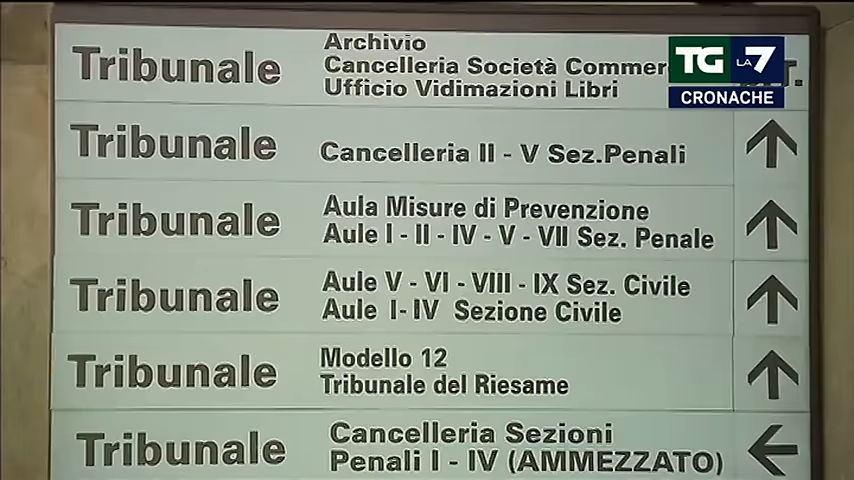 Tribunale
Archivio
Cancelleria Società Commer
Ufficio Vidimazioni Libri
TG LA 7
CRONACHE
Tribunale
Cancelleria II - V Sez.Penali
Tribunale
Aula Misure di Prevenzione
Aule I - II - IV - V - VII Sez. Penale
Tribunale
Aule V - VI - VIII - IX Sez. Civile
Aule I-IV Sezione Civile
Tribunale
Modello 12
Tribunale del Riesame
Tribunale
Cancelleria Sezioni
Penali I - IV (AMMEZZATO)